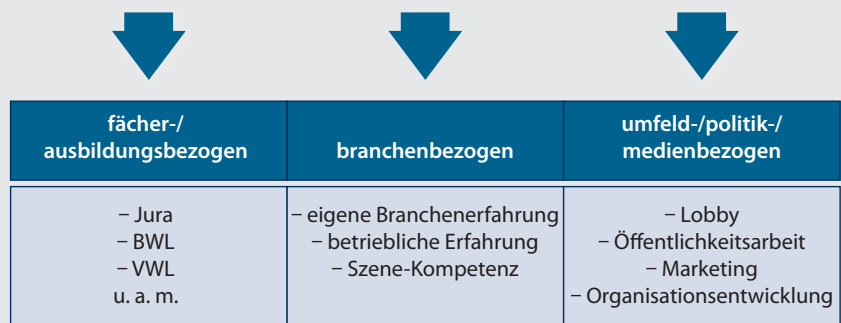 fächer-/
ausbildungsbezogen
branchenbezogen
umfeld-/politik-/
medienbezogen
– Jura
– BWL
– VWL
u. a. m.
– eigene Branchenerfahrung
– betriebliche Erfahrung
– Szene-Kompetenz
– Lobby
– Öffentlichkeitsarbeit
– Marketing
– Organisationsentwicklung